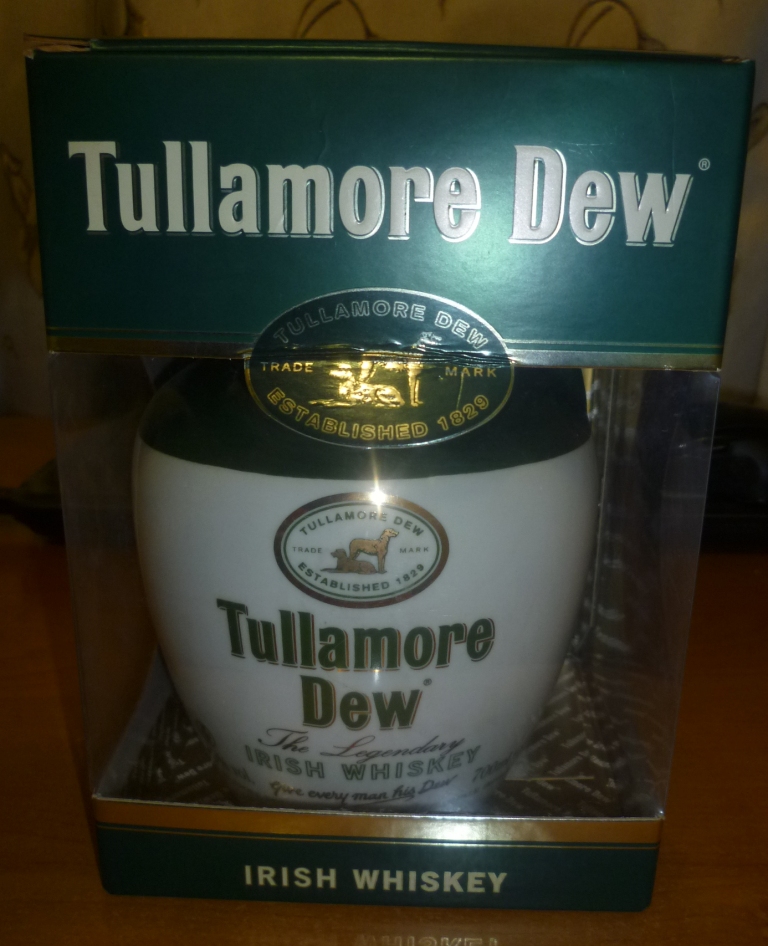 Tullamore Dew®
TULLAMORE DEW
TRADE MARK
ESTABLISHED 1829
TULLAMORE DEW
TRADE MARK
ESTABLISHED 1829
Tullamore
Dew®
The Legendary
IRISH WHISKEY
Give every man his Dew
IRISH WHISKEY